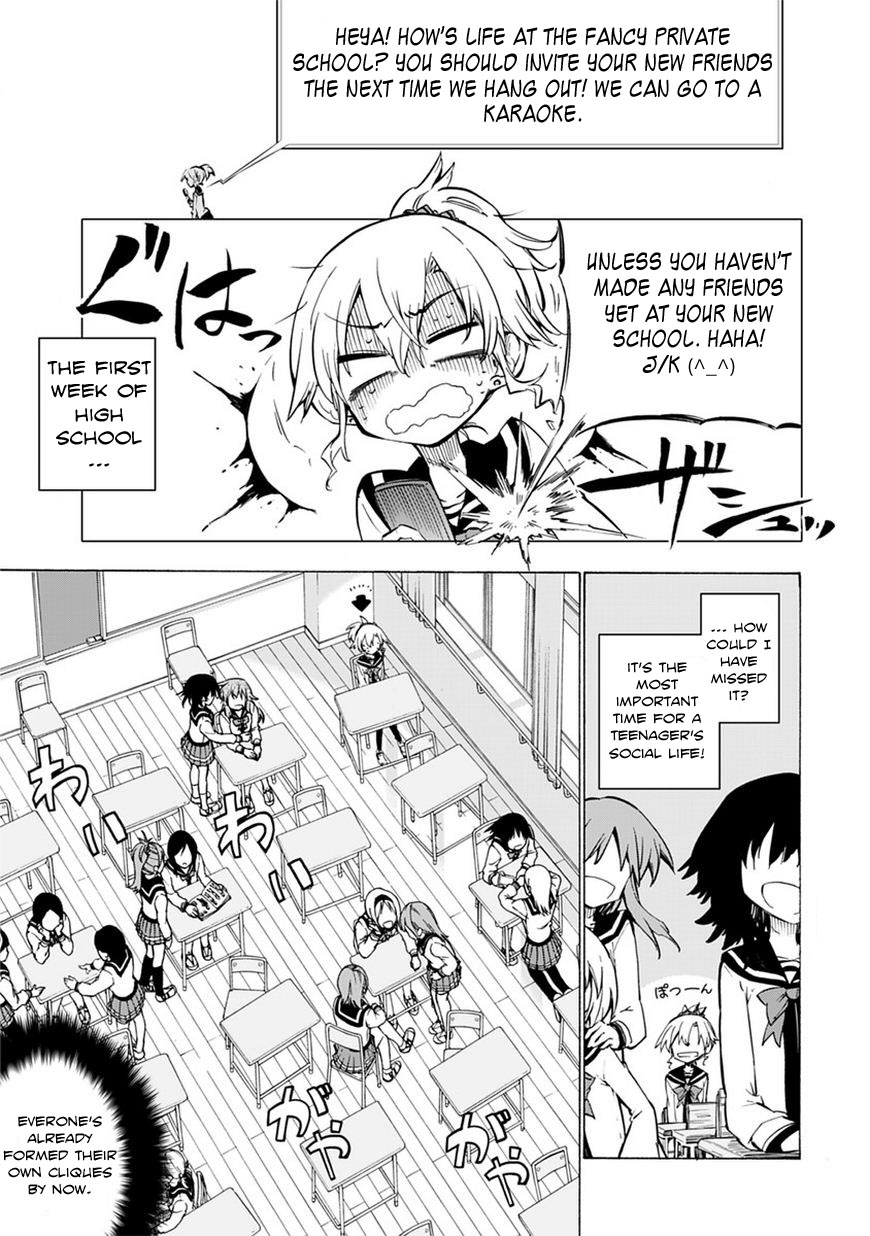 HEYA! HOW'S LIFE AT THE FANCY PRIVATE
SCHOOL? YOU SHOULD INVITE YOUR NEW FRIENDS
THE NEXT TIME WE HANG OUT! WE CAN GO TO A
KARAOKE.
UNLESS YOU HAVEN'T
MADE ANY FRIENDS
YET AT YOUR NEW
SCHOOL. HAHA!
J/K (^_^)
ぐはっ
THE FIRST
WEEK OF
HIGH
SCHOOL
...
ザシュッ
... HOW
COULD I
HAVE
MISSED
IT?
IT'S THE
MOST
IMPORTANT
TIME FOR A
TEENAGER'S
SOCIAL LIFE!
ぽつーん
わい
わい
がや
がや
EVERONE'S
ALREADY
FORMED THEIR
OWN CLIQUES
BY NOW.